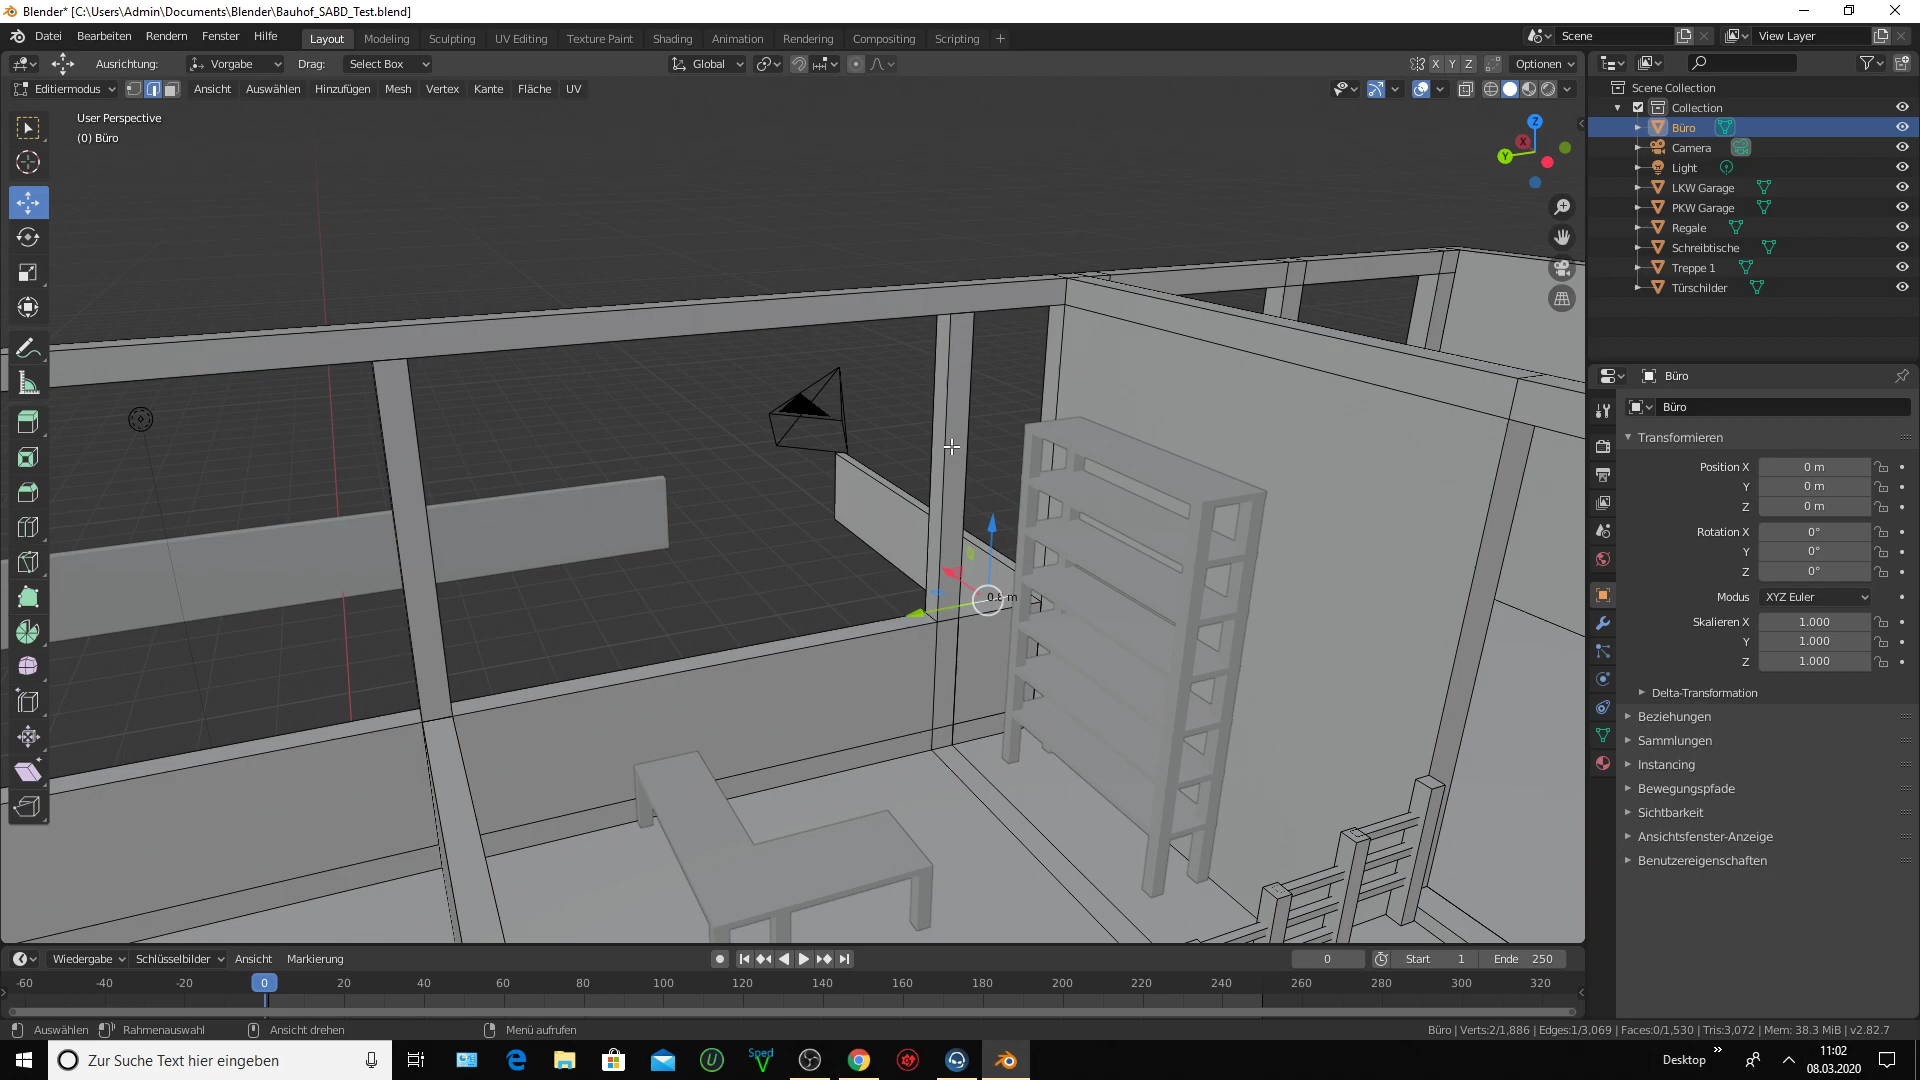 Blender* [C:\Users\Admin\Documents\Blender\Bauhof_SABD_Test.blend]
Datei Bearbeiten Rendern Fenster Hilfe Layout Modeling Sculpting UV Editing Texture Paint Shading Animation Rendering Compositing Scripting + Scene View Layer
Ausrichtung: Vorgabe Drag: Select Box Global X Y Z Optionen
Editiermodus Ansicht Auswählen Hinzufügen Mesh Vertex Kante Fläche UV
User Perspective
(0) Büro
Z
X
Y
0.8 m
Scene Collection
Collection
Büro
Camera
Light
LKW Garage
PKW Garage
Regale
Schreibtische
Treppe 1
Türschilder
Büro
Büro
Transformieren
Position X 0 m
Y 0 m
Z 0 m
Rotation X 0°
Y 0°
Z 0°
Modus XYZ Euler
Skalieren X 1.000
Y 1.000
Z 1.000
Delta-Transformation
Beziehungen
Sammlungen
Instancing
Bewegungspfade
Sichtbarkeit
Ansichtsfenster-Anzeige
Benutzereigenschaften
Wiedergabe Schlüsselbilder Ansicht Markierung 0 Start 1 Ende 250
-60 -40 -20 0 20 40 60 80 100 120 140 160 180 200 220 240 260 280 300 320
Auswählen Rahmenauswahl Ansicht drehen Menü aufrufen Büro | Verts:2/1,886 | Edges:1/3,069 | Faces:0/1,530 | Tris:3,072 | Mem: 38.3 MiB | v2.82.7
Zur Suche Text hier eingeben Sped V Desktop » 11:02
08.03.2020